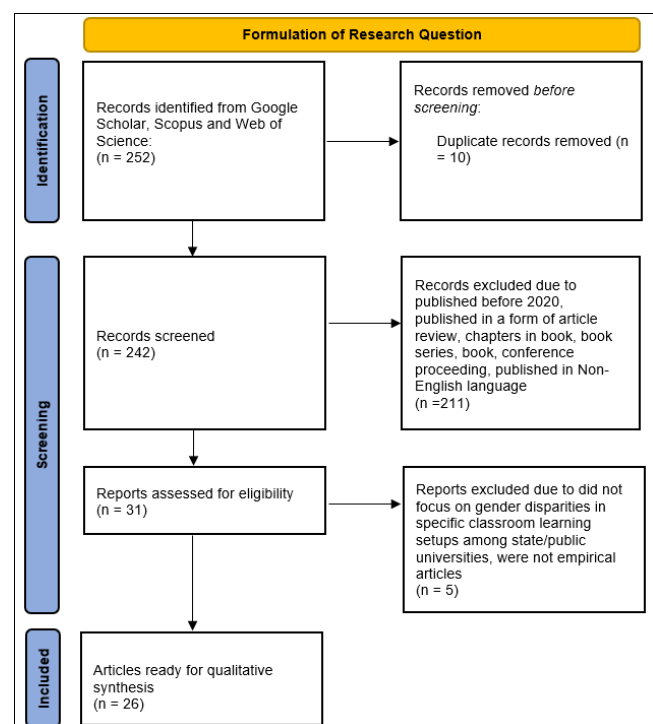 Formulation of Research Question
Identification
Records identified from Google
Scholar, Scopus and Web of
Science:
(n = 252)
Records removed before
screening:
Duplicate records removed (n
= 10)
Screening
Records screened
(n = 242)
Records excluded due to
published before 2020,
published in a form of article
review, chapters in book, book
series, book, conference
proceeding, published in Non-
English language
(n =211)
Reports assessed for eligibility
(n = 31)
Reports excluded due to did not
focus on gender disparities in
specific classroom learning
setups among state/public
universities, were not empirical
articles
(n = 5)
Included
Articles ready for qualitative
synthesis
(n = 26)